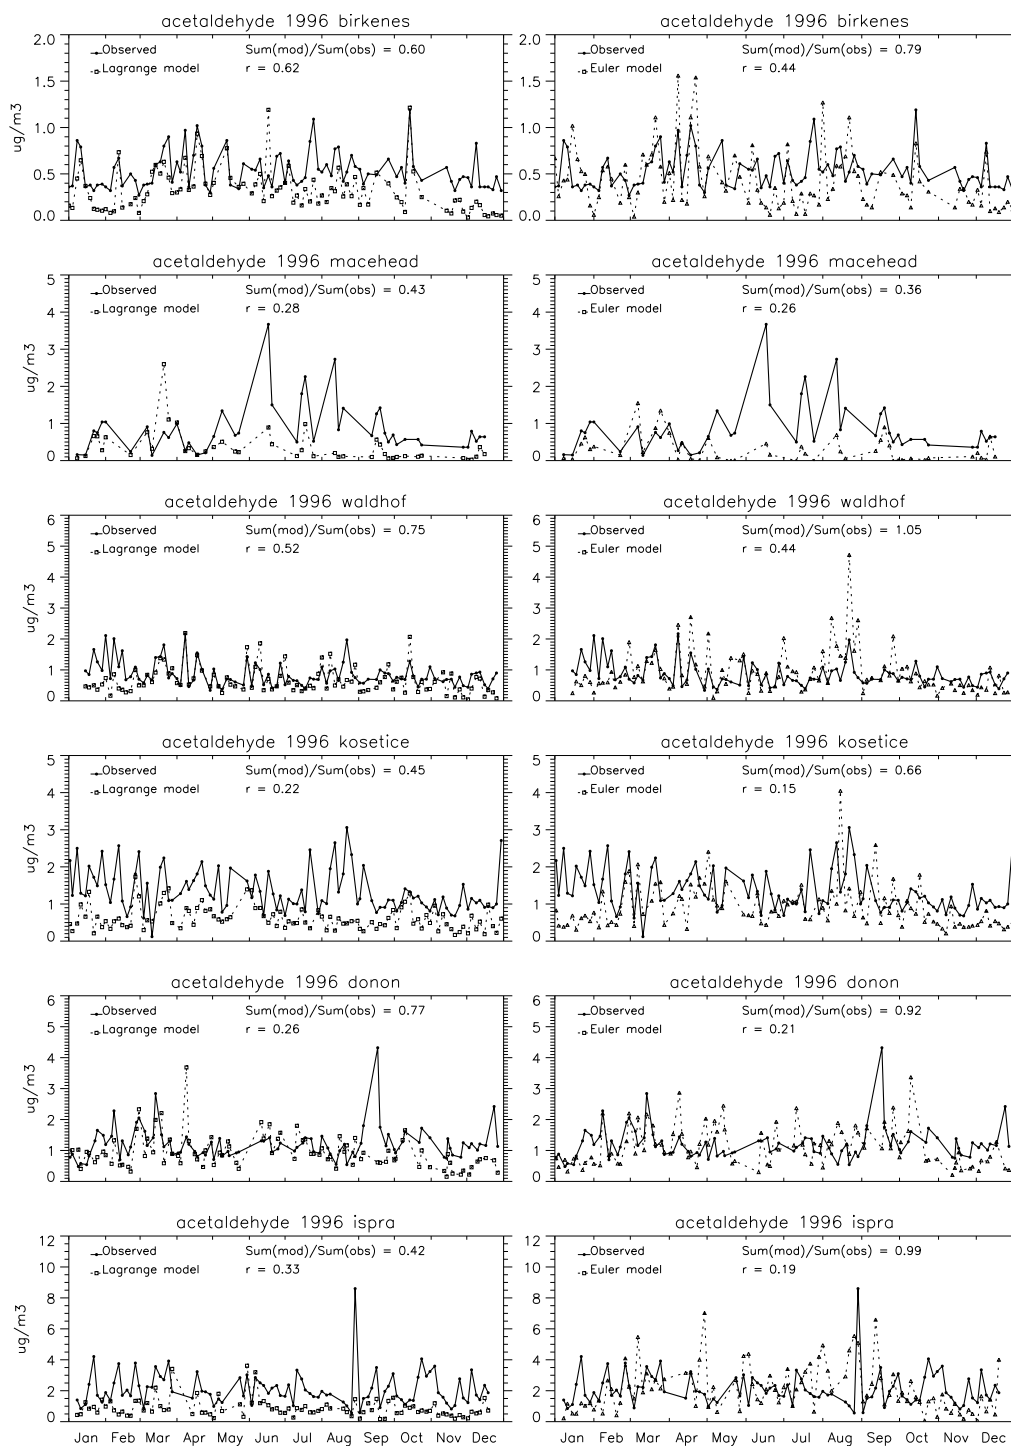 acetaldehyde 1996 birkenes
Observed Sum(mod)/Sum(obs) = 0.60
Lagrange model r = 0.62
ug/m3
2.0
1.5
1.0
0.5
0.0
acetaldehyde 1996 birkenes
Observed Sum(mod)/Sum(obs) = 0.79
Euler model r = 0.44
2.0
1.5
1.0
0.5
0.0
acetaldehyde 1996 macehead
Observed Sum(mod)/Sum(obs) = 0.43
Lagrange model r = 0.28
ug/m3
5
4
3
2
1
0
acetaldehyde 1996 macehead
Observed Sum(mod)/Sum(obs) = 0.36
Euler model r = 0.26
5
4
3
2
1
0
acetaldehyde 1996 waldhof
Observed Sum(mod)/Sum(obs) = 0.75
Lagrange model r = 0.52
ug/m3
6
5
4
3
2
1
0
acetaldehyde 1996 waldhof
Observed Sum(mod)/Sum(obs) = 1.05
Euler model r = 0.44
6
5
4
3
2
1
0
acetaldehyde 1996 kosetice
Observed Sum(mod)/Sum(obs) = 0.45
Lagrange model r = 0.22
ug/m3
5
4
3
2
1
0
acetaldehyde 1996 kosetice
Observed Sum(mod)/Sum(obs) = 0.66
Euler model r = 0.15
5
4
3
2
1
0
acetaldehyde 1996 donon
Observed Sum(mod)/Sum(obs) = 0.77
Lagrange model r = 0.26
ug/m3
6
5
4
3
2
1
0
acetaldehyde 1996 donon
Observed Sum(mod)/Sum(obs) = 0.92
Euler model r = 0.21
6
5
4
3
2
1
0
acetaldehyde 1996 ispra
Observed Sum(mod)/Sum(obs) = 0.42
Lagrange model r = 0.33
ug/m3
12
10
8
6
4
2
0
Jan Feb Mar Apr May Jun Jul Aug Sep Oct Nov Dec
acetaldehyde 1996 ispra
Observed Sum(mod)/Sum(obs) = 0.99
Euler model r = 0.19
12
10
8
6
4
2
0
Jan Feb Mar Apr May Jun Jul Aug Sep Oct Nov Dec